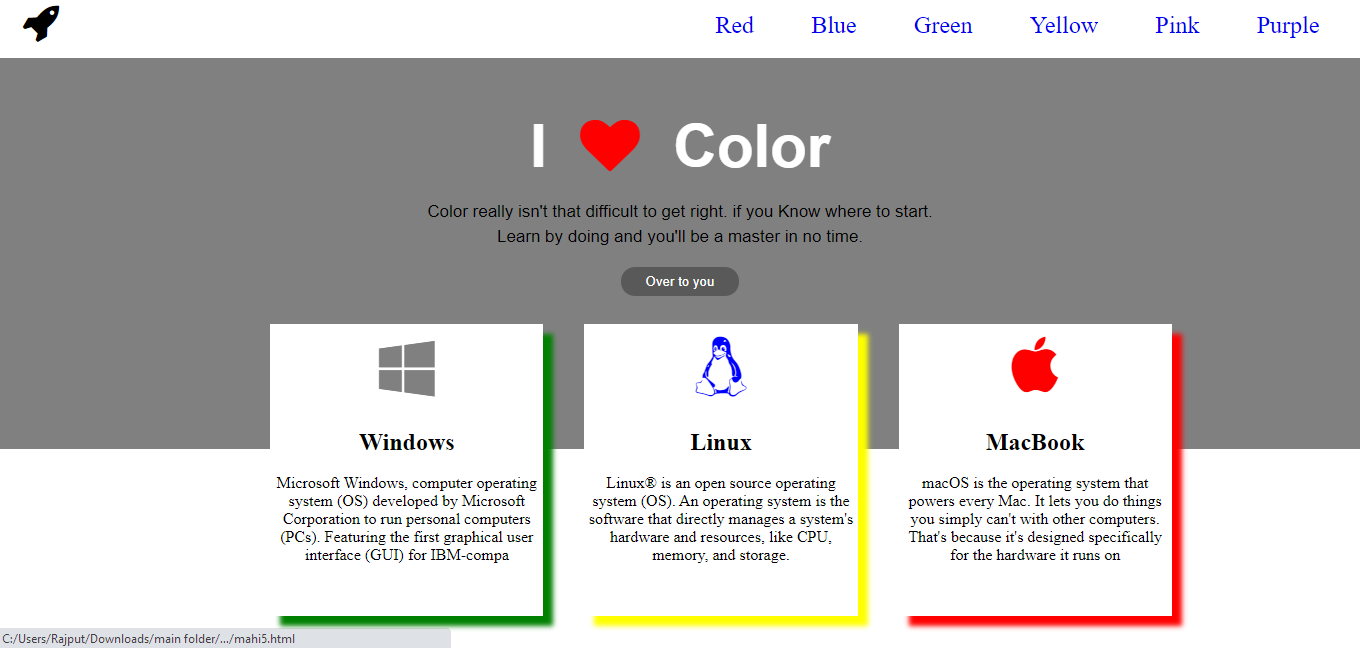 Red Blue Green Yellow Pink Purple
I Color
Color really isn't that difficult to get right. if you Know where to start.
Learn by doing and you'll be a master in no time.
Over to you
Windows
Microsoft Windows, computer operating
system (OS) developed by Microsoft
Corporation to run personal computers
(PCs). Featuring the first graphical user
interface (GUI) for IBM-compa
Linux
Linux® is an open source operating
system (OS). An operating system is the
software that directly manages a system's
hardware and resources, like CPU,
memory, and storage.
MacBook
macOS is the operating system that
powers every Mac. It lets you do things
you simply can't with other computers.
That's because it's designed specifically
for the hardware it runs on
C:/Users/Rajput/Downloads/main folder/.../mahi5.html